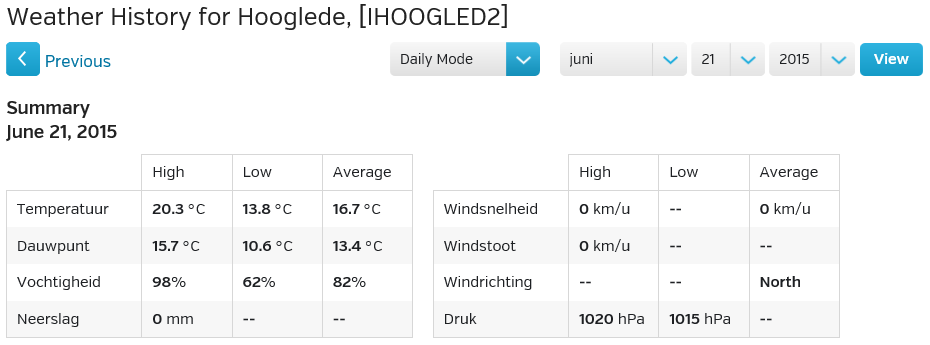 Weather History for Hooglede, [IHOOGLED2]
Previous Daily Mode juni 21 2015 View
Summary
June 21, 2015
High Low Average
Temperatuur 20.3 °C 13.8 °C 16.7 °C
Dauwpunt 15.7 °C 10.6 °C 13.4 °C
Vochtigheid 98% 62% 82%
Neerslag 0 mm -- --
High Low Average
Windsnelheid 0 km/u -- 0 km/u
Windstoot 0 km/u -- --
Windrichting -- -- North
Druk 1020 hPa 1015 hPa --